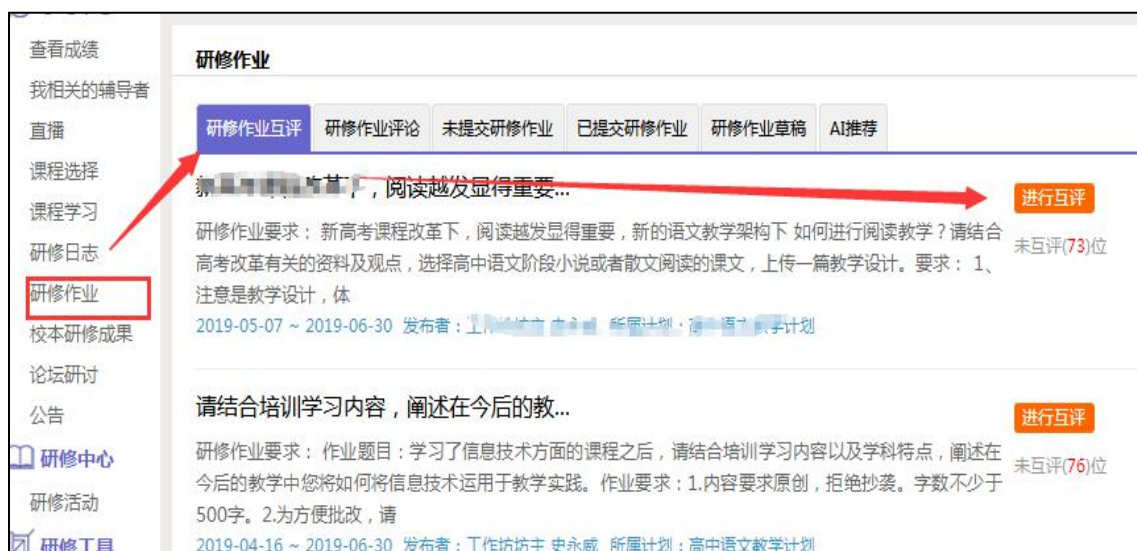 查看成绩
我相关的辅导者
直播
课程选择
课程学习
研修日志
研修作业
校本研修成果
论坛研讨
公告
研修中心
研修活动
研修工具
研修作业
研修作业互评 研修作业评论 未提交研修作业 已提交研修作业 研修作业草稿 AI推荐
，阅读越发显得重要...
进行互评
研修作业要求： 新高考课程改革下，阅读越发显得重要，新的语文教学架构下 如何进行阅读教学？请结合
高考改革有关的资料及观点，选择高中语文阶段小说或者散文阅读的课文，上传一篇教学设计。要求： 1、
注意是教学设计，体
未互评(73)位
2019-05-07 ~ 2019-06-30 发布者： 所属计划：
请结合培训学习内容，阐述在今后的教...
进行互评
研修作业要求： 作业题目：学习了信息技术方面的课程之后，请结合培训学习内容以及学科特点，阐述在
今后的教学中您将如何将信息技术运用于教学实践。作业要求：1.内容要求原创，拒绝抄袭。字数不少于
500字。2.为方便批改，请
未互评(76)位
2019-04-16 ~ 2019-06-30 发布者：工作坊坊主 史永威 所属计划：高中语文教学计划